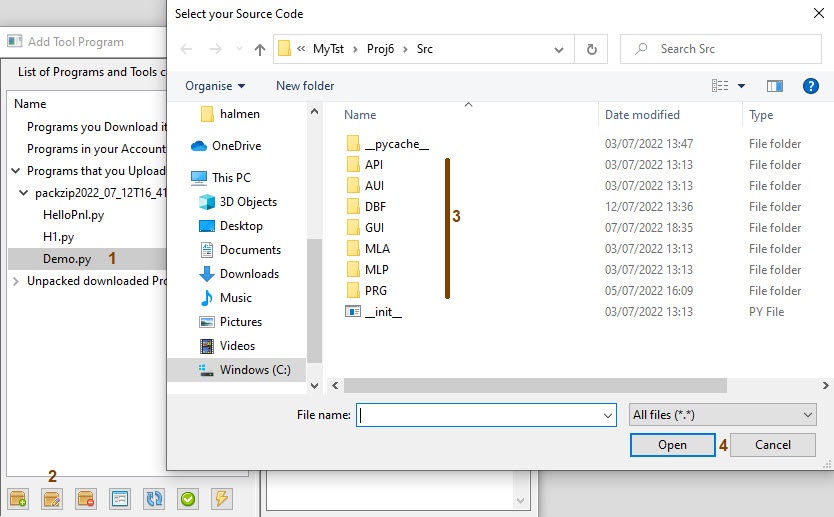 Select your Source Code
Add Tool Program
List of Programs and Tools c
Name
Programs you Download it
Programs in your Account
Programs that you Upload
packzip2022_07_12T16_41
HelloPnl.py
H1.py
Demo.py 1
Unpacked downloaded Pro
2
« MyTst > Proj6 > Src
Search Src
Organise New folder
halmen
OneDrive
This PC
3D Objects
Desktop
Documents
Downloads
Music
Pictures
Videos
Windows (C:)
Name Date modified Type
__pycache__ 03/07/2022 13:47 File folder
API 03/07/2022 13:13 File folder
AUI 03/07/2022 13:13 File folder
DBF 12/07/2022 13:36 File folder
GUI 07/07/2022 18:35 File folder
MLA 03/07/2022 13:13 File folder
MLP 03/07/2022 13:13 File folder
PRG 05/07/2022 16:09 File folder
__init__ 03/07/2022 13:13 PY File
3
File name: All files (*.*)
Open 4 Cancel